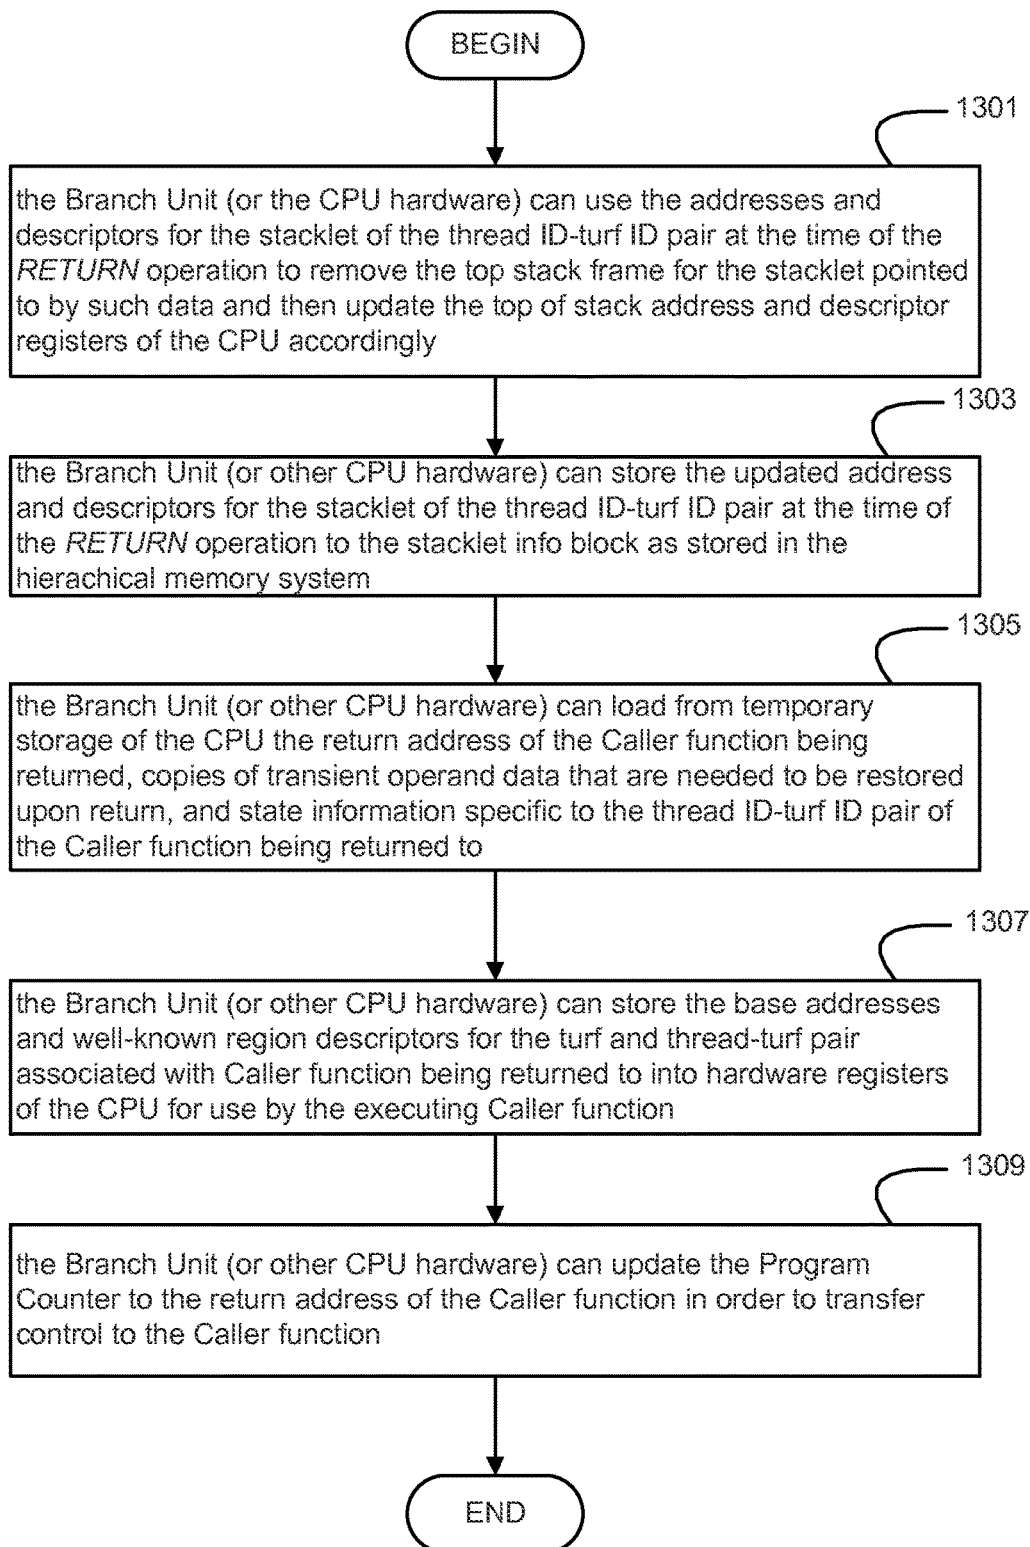 BEGIN
1301
the Branch Unit (or the CPU hardware) can use the addresses and
descriptors for the stacklet of the thread ID-turf ID pair at the time of the
RETURN operation to remove the top stack frame for the stacklet pointed
to by such data and then update the top of stack address and descriptor
registers of the CPU accordingly
1303
the Branch Unit (or other CPU hardware) can store the updated address
and descriptors for the stacklet of the thread ID-turf ID pair at the time of
the RETURN operation to the stacklet info block as stored in the
hierachical memory system
1305
the Branch Unit (or other CPU hardware) can load from temporary
storage of the CPU the return address of the Caller function being
returned, copies of transient operand data that are needed to be restored
upon return, and state information specific to the thread ID-turf ID pair of
the Caller function being returned to
1307
the Branch Unit (or other CPU hardware) can store the base addresses
and well-known region descriptors for the turf and thread-turf pair
associated with Caller function being returned to into hardware registers
of the CPU for use by the executing Caller function
1309
the Branch Unit (or other CPU hardware) can update the Program
Counter to the return address of the Caller function in order to transfer
control to the Caller function
END